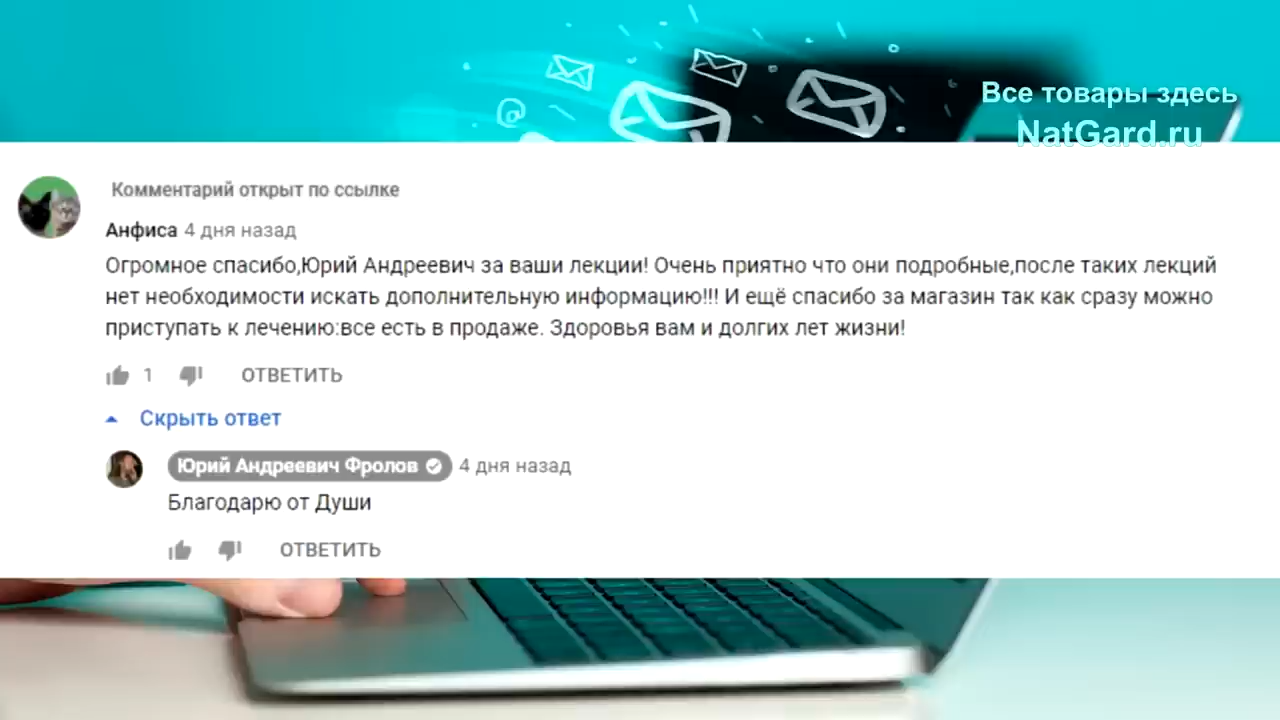 Все товары здесь
NatGard.ru
Комментарий открыт по ссылке
Анфиса 4 дня назад
Огромное спасибо,Юрий Андреевич за ваши лекции! Очень приятно что они подробные,после таких лекций
нет необходимости искать дополнительную информацию!!! И ещё спасибо за магазин так как сразу можно
приступать к лечению:все есть в продаже. Здоровья вам и долгих лет жизни!
1 ОТВЕТИТЬ
Скрыть ответ
Юрий Андреевич Фролов 4 дня назад
Благодарю от Души
ОТВЕТИТЬ